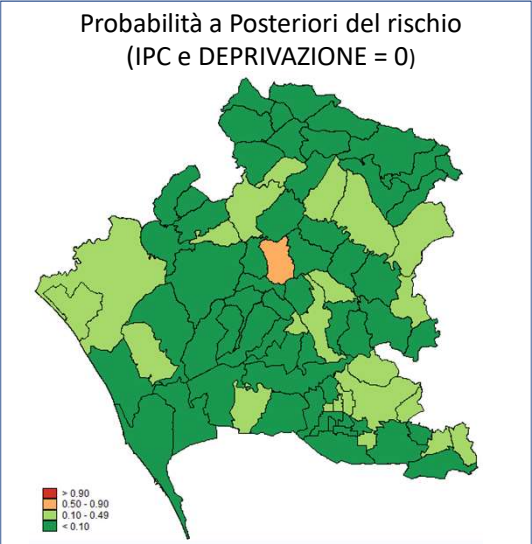 Probabilità a Posteriori del rischio
(IPC e DEPRIVAZIONE = 0)
> 0.90
0.50 - 0.90
0.10 - 0.49
< 0.10